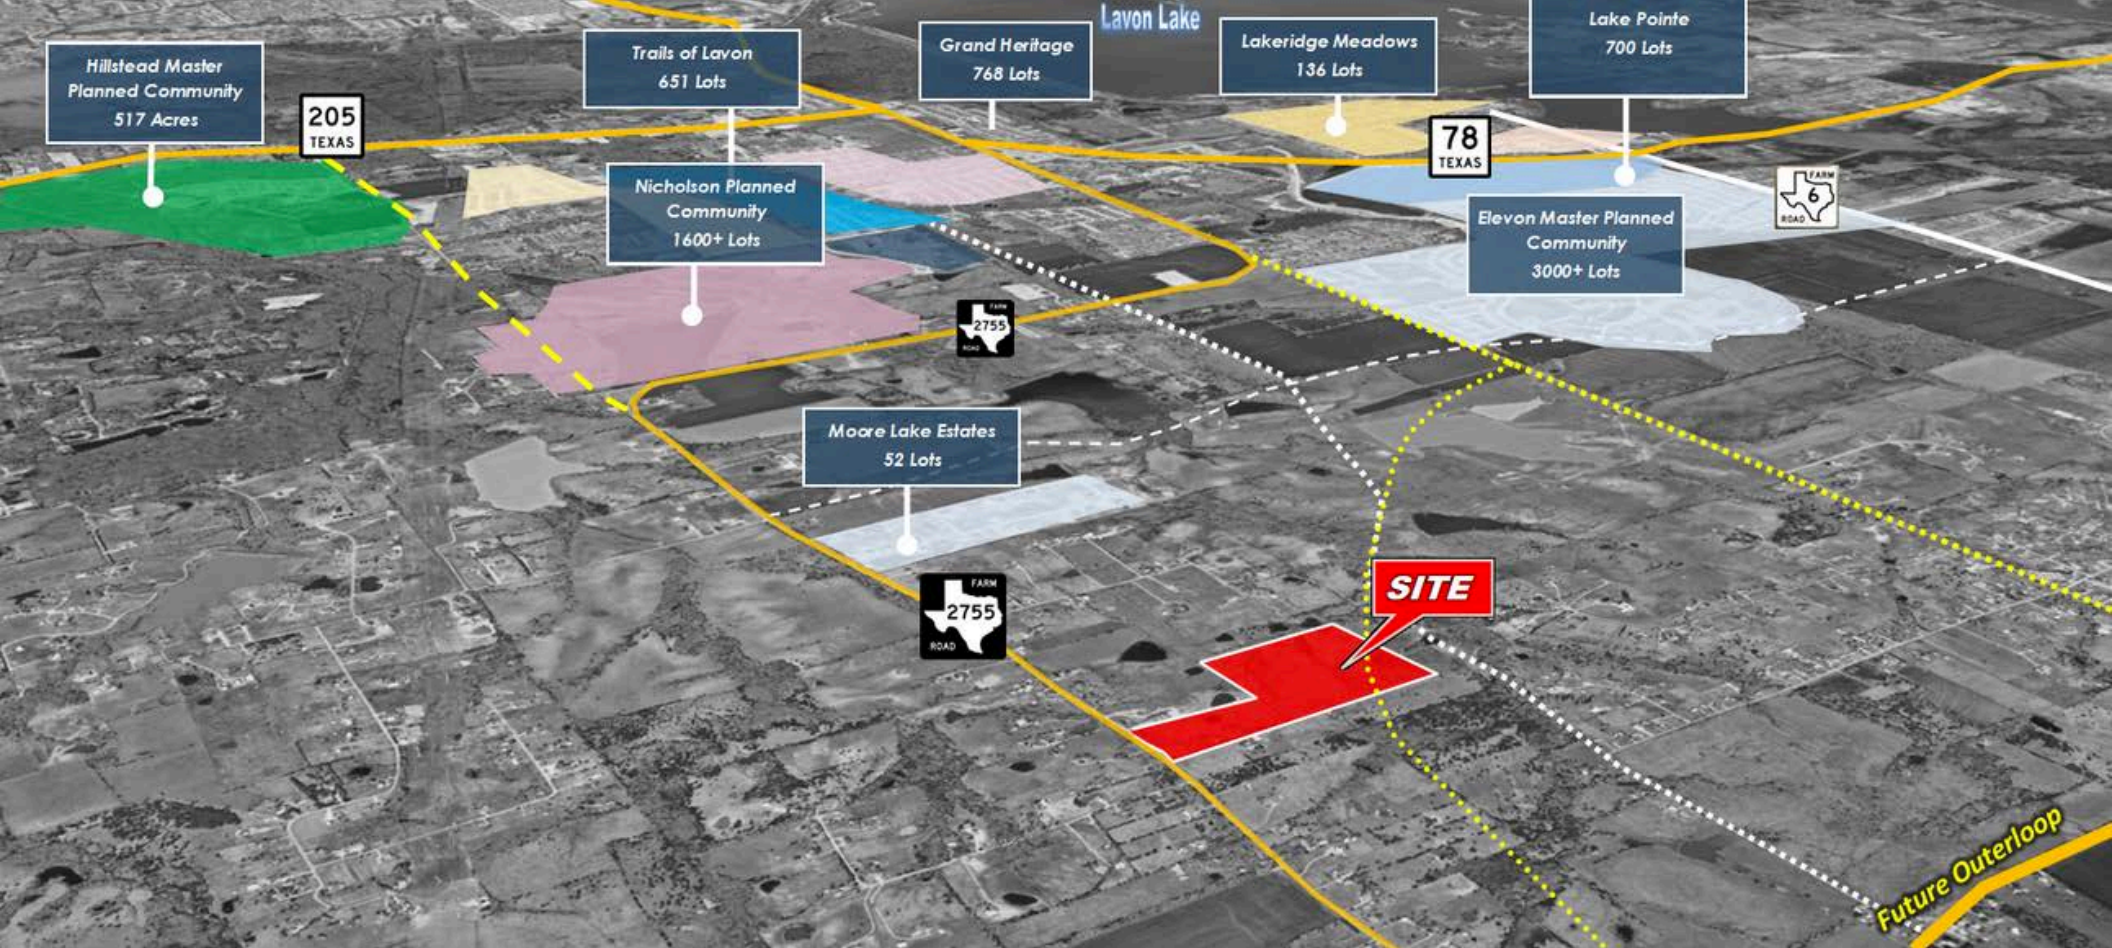 Lavon Lake
Hillstead Master
Planned Community
517 Acres
205
TEXAS
Trails of Lavon
651 Lots
Grand Heritage
768 Lots
Lakeridge Meadows
136 Lots
Lake Pointe
700 Lots
78
TEXAS
FARM
6
ROAD
Nicholson Planned
Community
1600+ Lots
Elevon Master Planned
Community
3000+ Lots
FARM
2755
ROAD
Moore Lake Estates
52 Lots
FARM
2755
ROAD
SITE
Future Outerloop